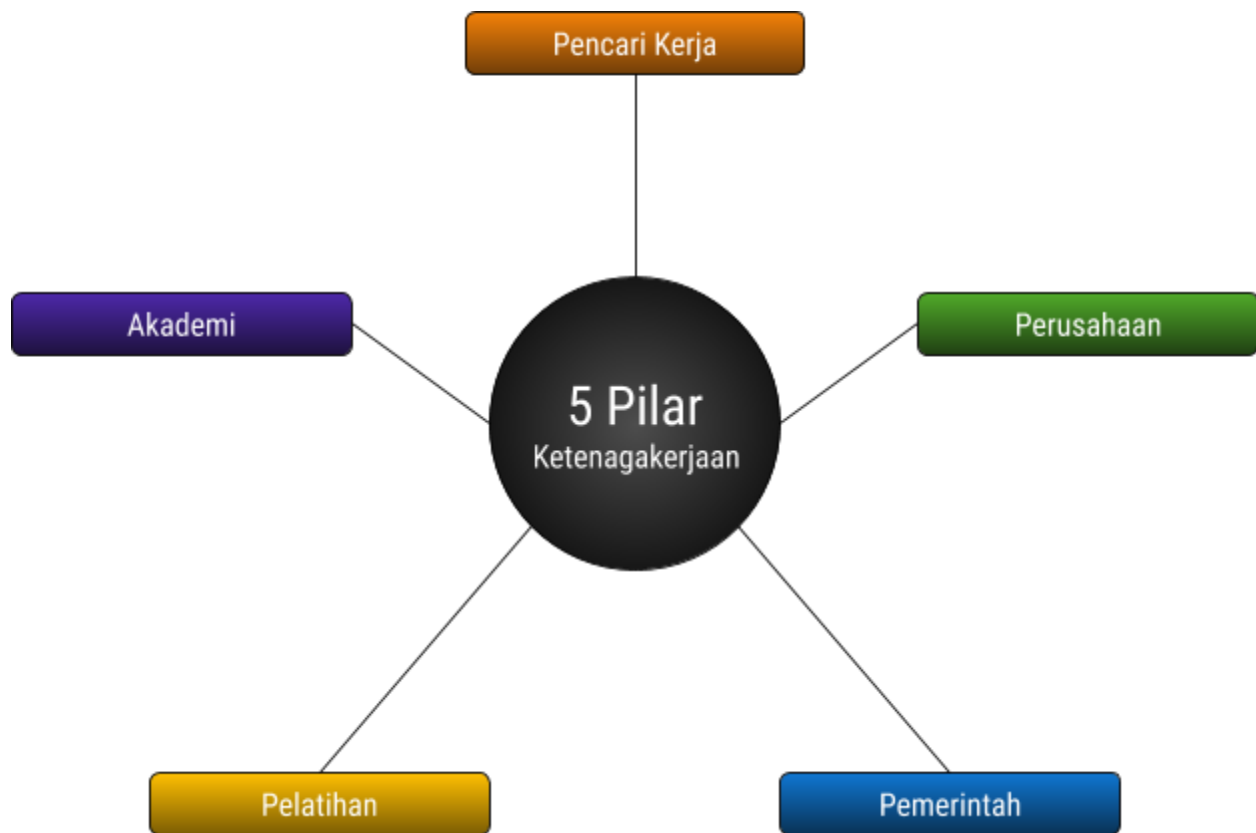 Pencari Kerja
Akademi
Perusahaan
5 Pilar
Ketenagakerjaan
Pelatihan
Pemerintah